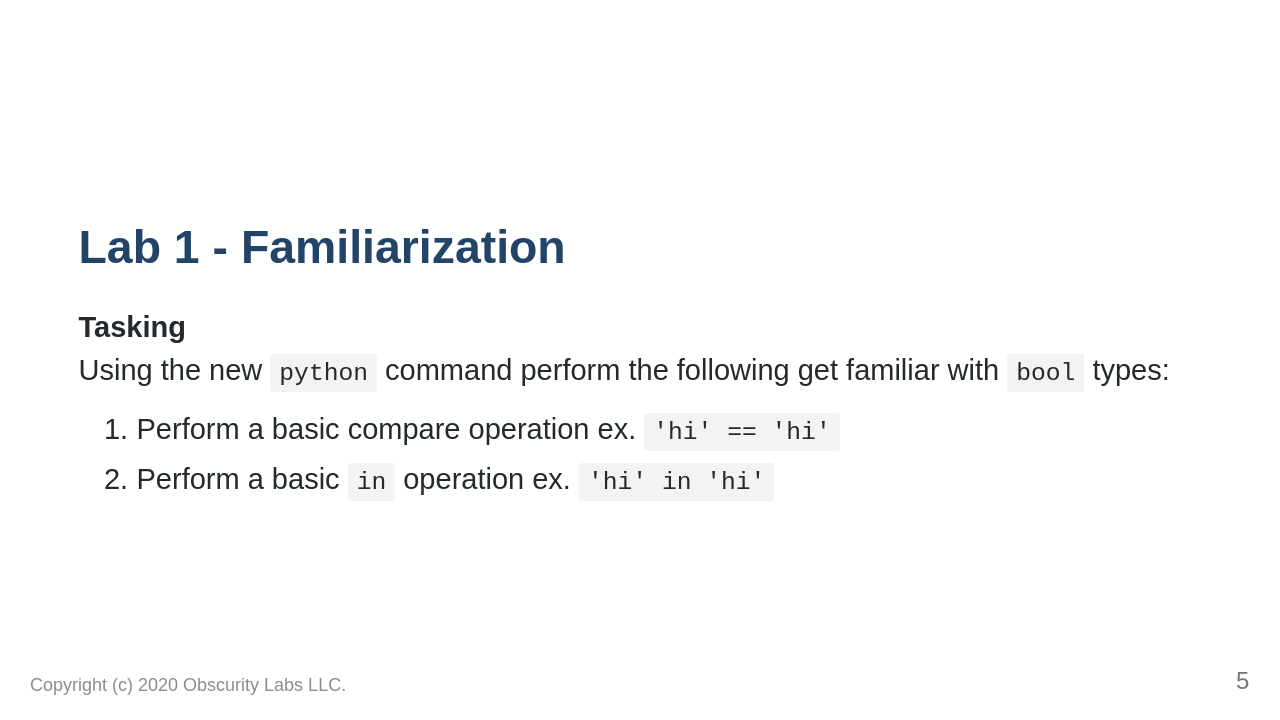 Lab 1 - Familiarization
Tasking
Using the new python command perform the following get familiar with bool types:
1. Perform a basic compare operation ex. 'hi' == 'hi'
2. Perform a basic in operation ex. 'hi' in 'hi'
Copyright (c) 2020 Obscurity Labs LLC.
5